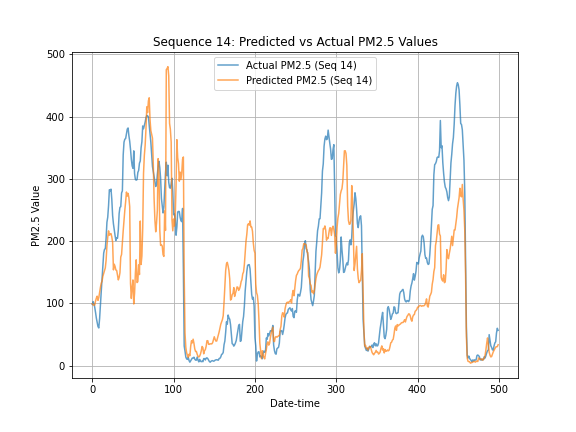 Sequence 14: Predicted vs Actual PM2.5 Values
Actual PM2.5 (Seq 14)
Predicted PM2.5 (Seq 14)
500
400
300
200
100
0
PM2.5 Value
0 100 200 300 400 500
Date-time